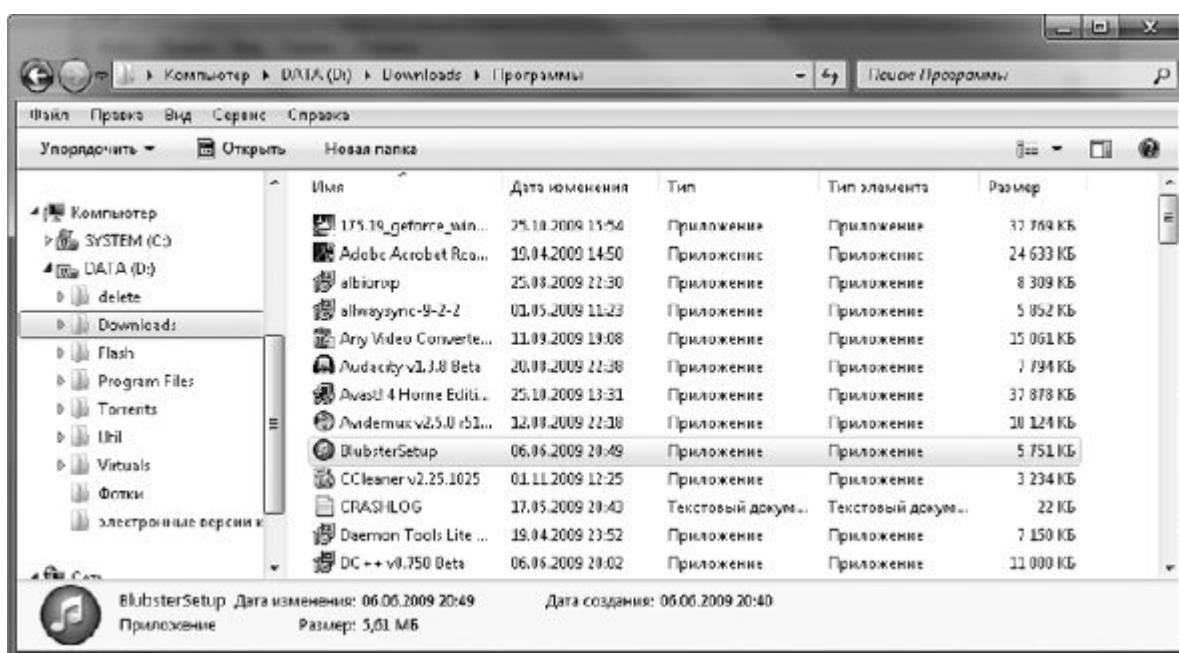 Компьютер ▸ DATA (D:) ▸ Downloads ▸ Программы Поиск: Программы
Файл Правка Вид Сервис Справка
Упорядочить Открыть Новая папка
Имя Дата изменения Тип Тип элемента Размер
Компьютер
SYSTEM (C:)
DATA (D:)
delete
Downloads
Flash
Program Files
Torrents
Util
Virtuals
Фотки
электронные версии к
Сеть
175.19_geforce_win... 25.10.2009 15:54 Приложение Приложение 37 769 КБ
Adobe Acrobat Rea... 19.04.2009 14:50 Приложение Приложение 24 633 КБ
albionxp 25.08.2009 22:30 Приложение Приложение 8 309 КБ
allwaysync-9-2-2 01.05.2009 11:23 Приложение Приложение 5 852 КБ
Any Video Converte... 11.09.2009 19:08 Приложение Приложение 15 061 КБ
Audacity v1.3.8 Beta 20.08.2009 22:38 Приложение Приложение 7 794 КБ
Avast! 4 Home Editi... 25.10.2009 13:31 Приложение Приложение 37 878 КБ
Avidemux v2.5.0 r51... 12.08.2009 22:18 Приложение Приложение 18 124 КБ
BlubsterSetup 06.06.2009 20:49 Приложение Приложение 5 751 КБ
CCleaner v2.25.1025 01.11.2009 12:25 Приложение Приложение 3 234 КБ
CRASHLOG 17.05.2009 20:43 Текстовый докум... Текстовый докум... 22 КБ
Daemon Tools Lite ... 19.04.2009 23:52 Приложение Приложение 7 150 КБ
DC++ v0.750 Beta 06.06.2009 20:02 Приложение Приложение 11 000 КБ
BlubsterSetup Дата изменения: 06.06.2009 20:49 Дата создания: 06.06.2009 20:40
Приложение Размер: 5,61 МБ